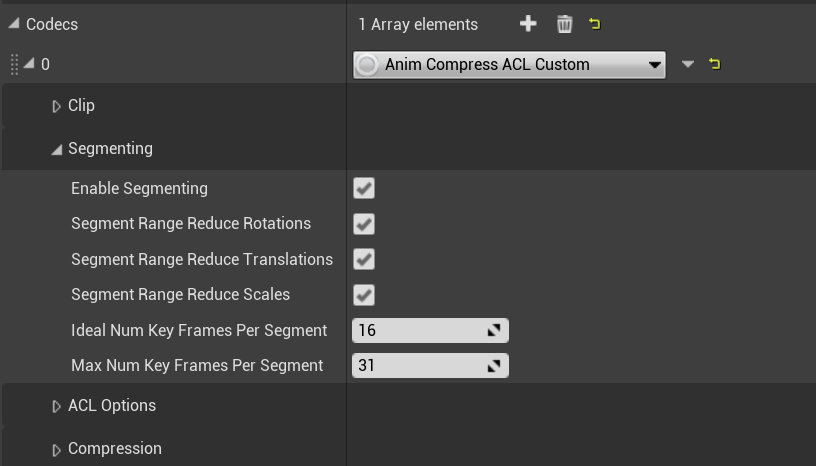 Codecs 1 Array elements
0 Anim Compress ACL Custom
Clip
Segmenting
Enable Segmenting
Segment Range Reduce Rotations
Segment Range Reduce Translations
Segment Range Reduce Scales
Ideal Num Key Frames Per Segment 16
Max Num Key Frames Per Segment 31
ACL Options
Compression